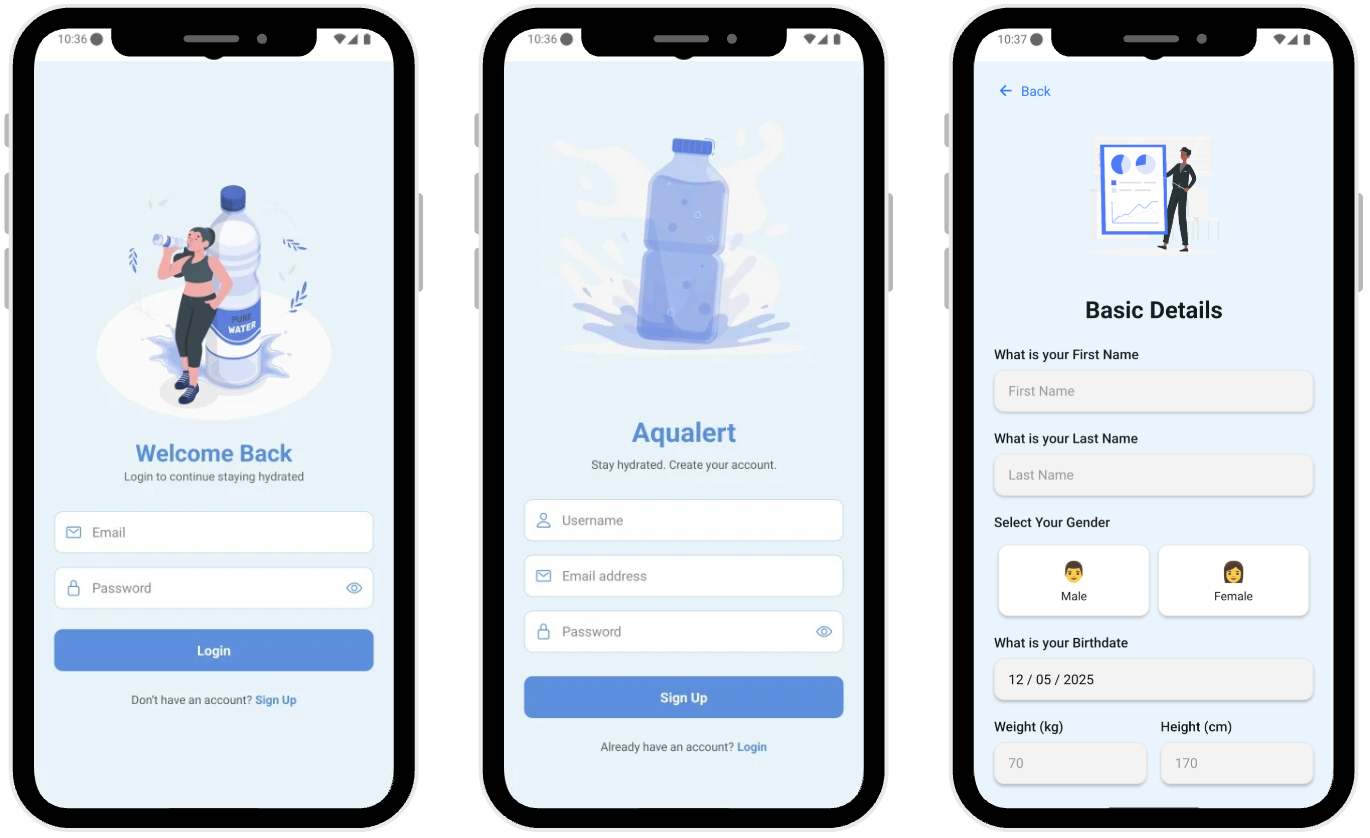 10:36
PURE
WATER
Welcome Back
Login to continue staying hydrated
Email
Password
Login
Don't have an account? Sign Up
10:36
Aqualert
Stay hydrated. Create your account.
Username
Email address
Password
Sign Up
Already have an account? Login
10:37
← Back
Basic Details
What is your First Name
First Name
What is your Last Name
Last Name
Select Your Gender
Male Female
What is your Birthdate
12 / 05 / 2025
Weight (kg) Height (cm)
70 170